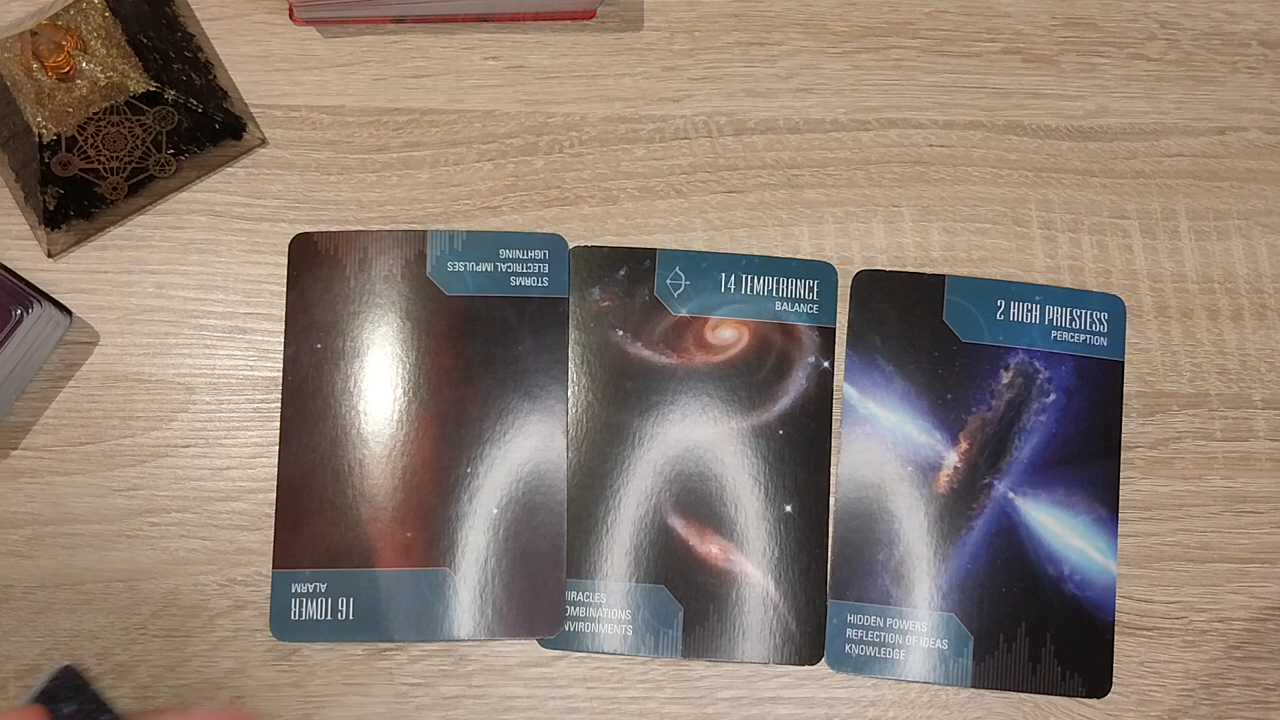 16 TOWER
ALARM
STORMS
ELECTRICAL IMPULSES
LIGHTNING
14 TEMPERANCE
BALANCE
IRACLES
OMBINATIONS
NVIRONMENTS
2 HIGH PRIESTESS
PERCEPTION
HIDDEN POWERS
REFLECTION OF IDEAS
KNOWLEDGE